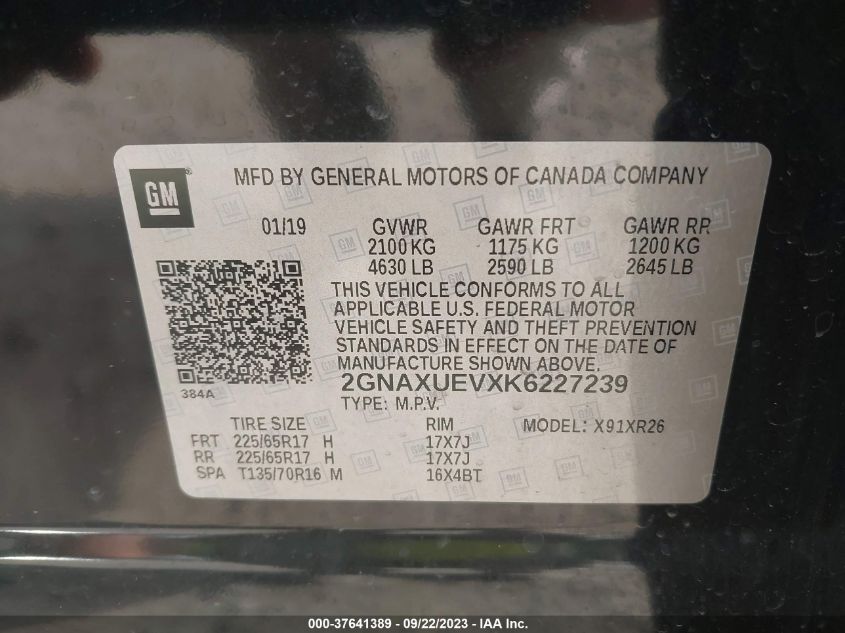 GM
MFD BY GENERAL MOTORS OF CANADA COMPANY
01/19 GVWR GAWR FRT GAWR RR
2100 KG 1175 KG 1200 KG
4630 LB 2590 LB 2645 LB
THIS VEHICLE CONFORMS TO ALL
APPLICABLE U.S. FEDERAL MOTOR
VEHICLE SAFETY AND THEFT PREVENTION
STANDARDS IN EFFECT ON THE DATE OF
MANUFACTURE SHOWN ABOVE.
384A
2GNAXUEVXK6227239
TYPE: M.P.V.
TIRE SIZE RIM MODEL: X91XR26
FRT 225/65R17 H 17X7J
RR 225/65R17 H 17X7J
SPA T135/70R16 M 16X4BT
000-37641389 - 09/22/2023 - IAA Inc.